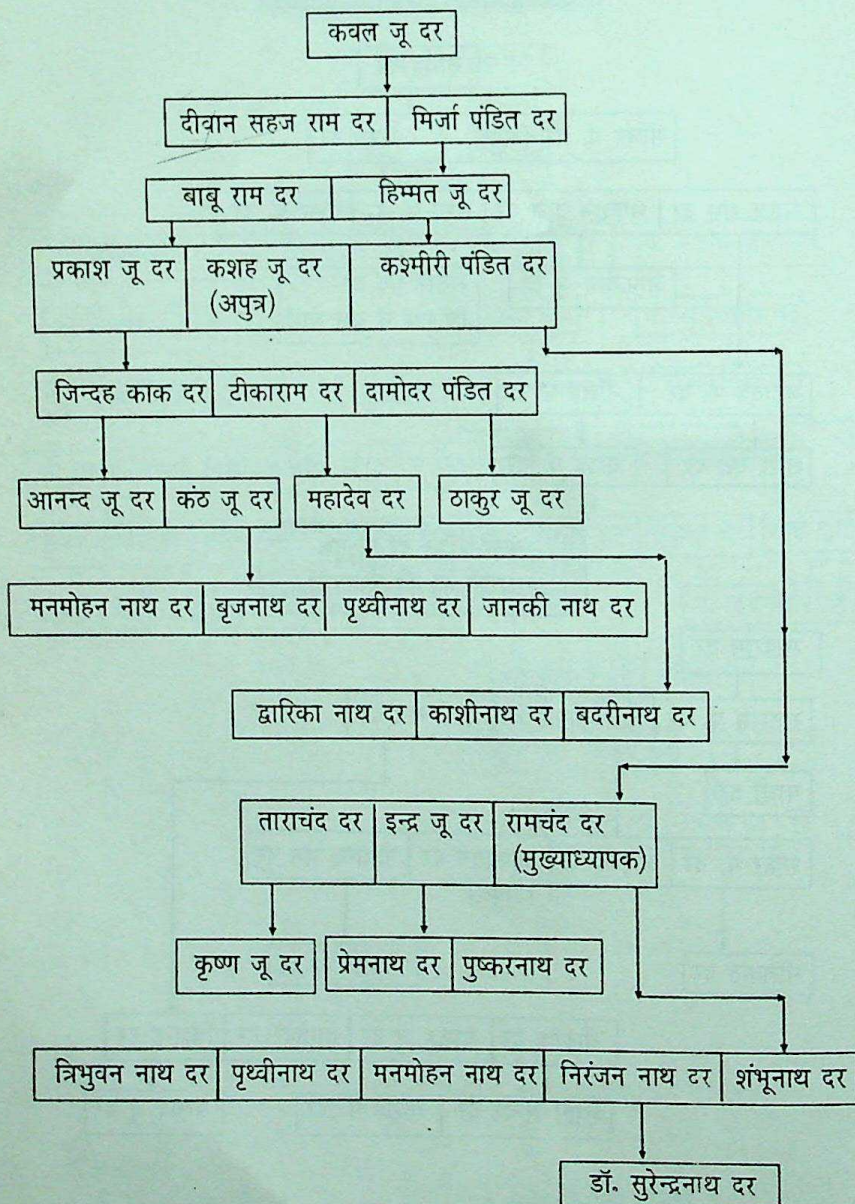 कवल जू दर
दीवान सहज राम दर मिर्जा पंडित दर
बाबू राम दर हिम्मत जू दर
प्रकाश जू दर कशह जू दर कश्मीरी पंडित दर
(अपुत्र)
जिन्दह काक दर टीकाराम दर दामोदर पंडित दर
आनन्द जू दर कंठ जू दर महादेव दर ठाकुर जू दर
मनमोहन नाथ दर बृजनाथ दर पृथ्वीनाथ दर जानकी नाथ दर
द्वारिका नाथ दर काशीनाथ दर बदरीनाथ दर
ताराचंद दर इन्द्र जू दर रामचंद दर
(मुख्याध्यापक)
कृष्ण जू दर प्रेमनाथ दर पुष्करनाथ दर
त्रिभुवन नाथ दर पृथ्वीनाथ दर मनमोहन नाथ दर निरंजन नाथ दर शंभूनाथ दर
डॉ. सुरेन्द्रनाथ दर